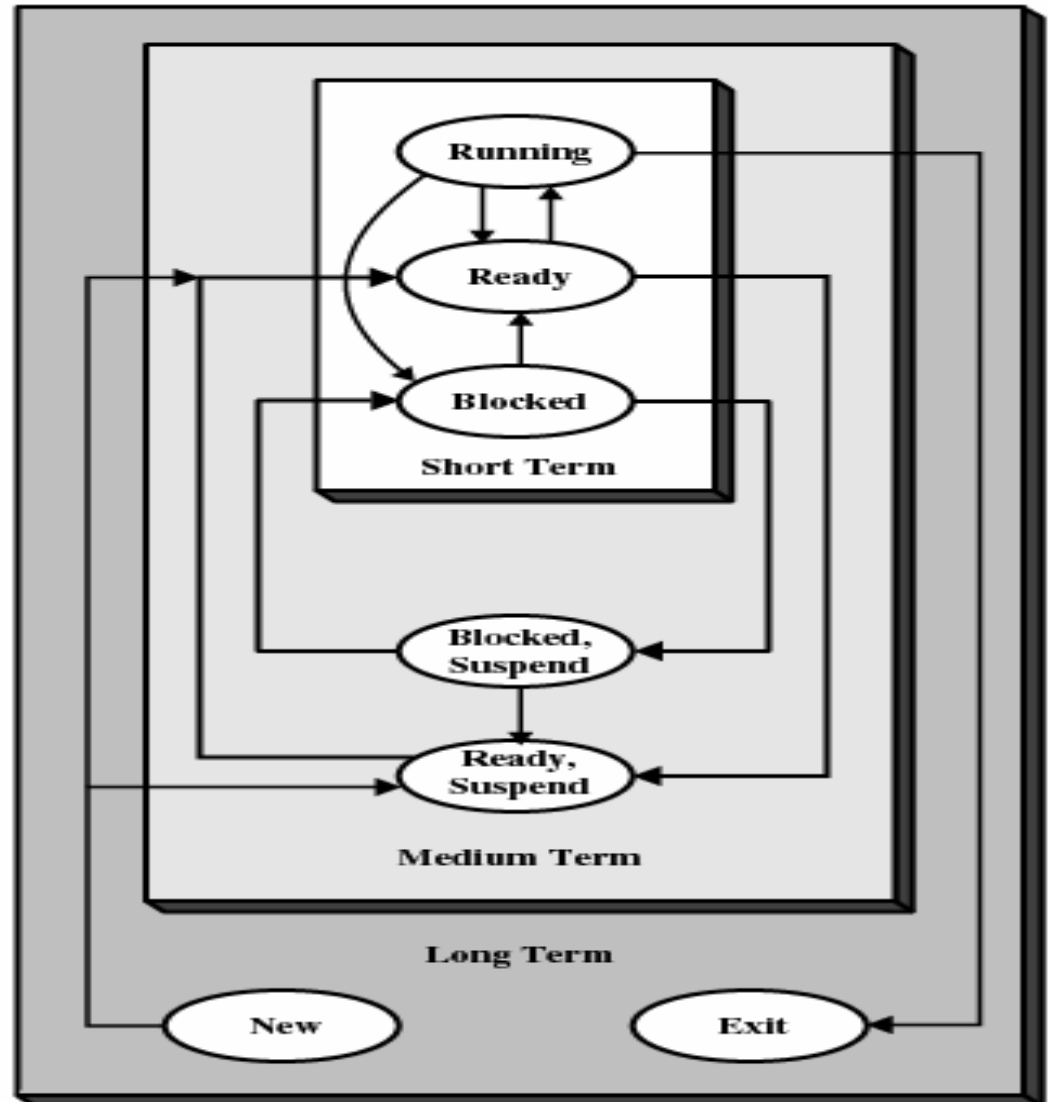 Running
Ready
Blocked
Short Term
Blocked,
Suspend
Ready,
Suspend
Medium Term
Long Term
New
Exit